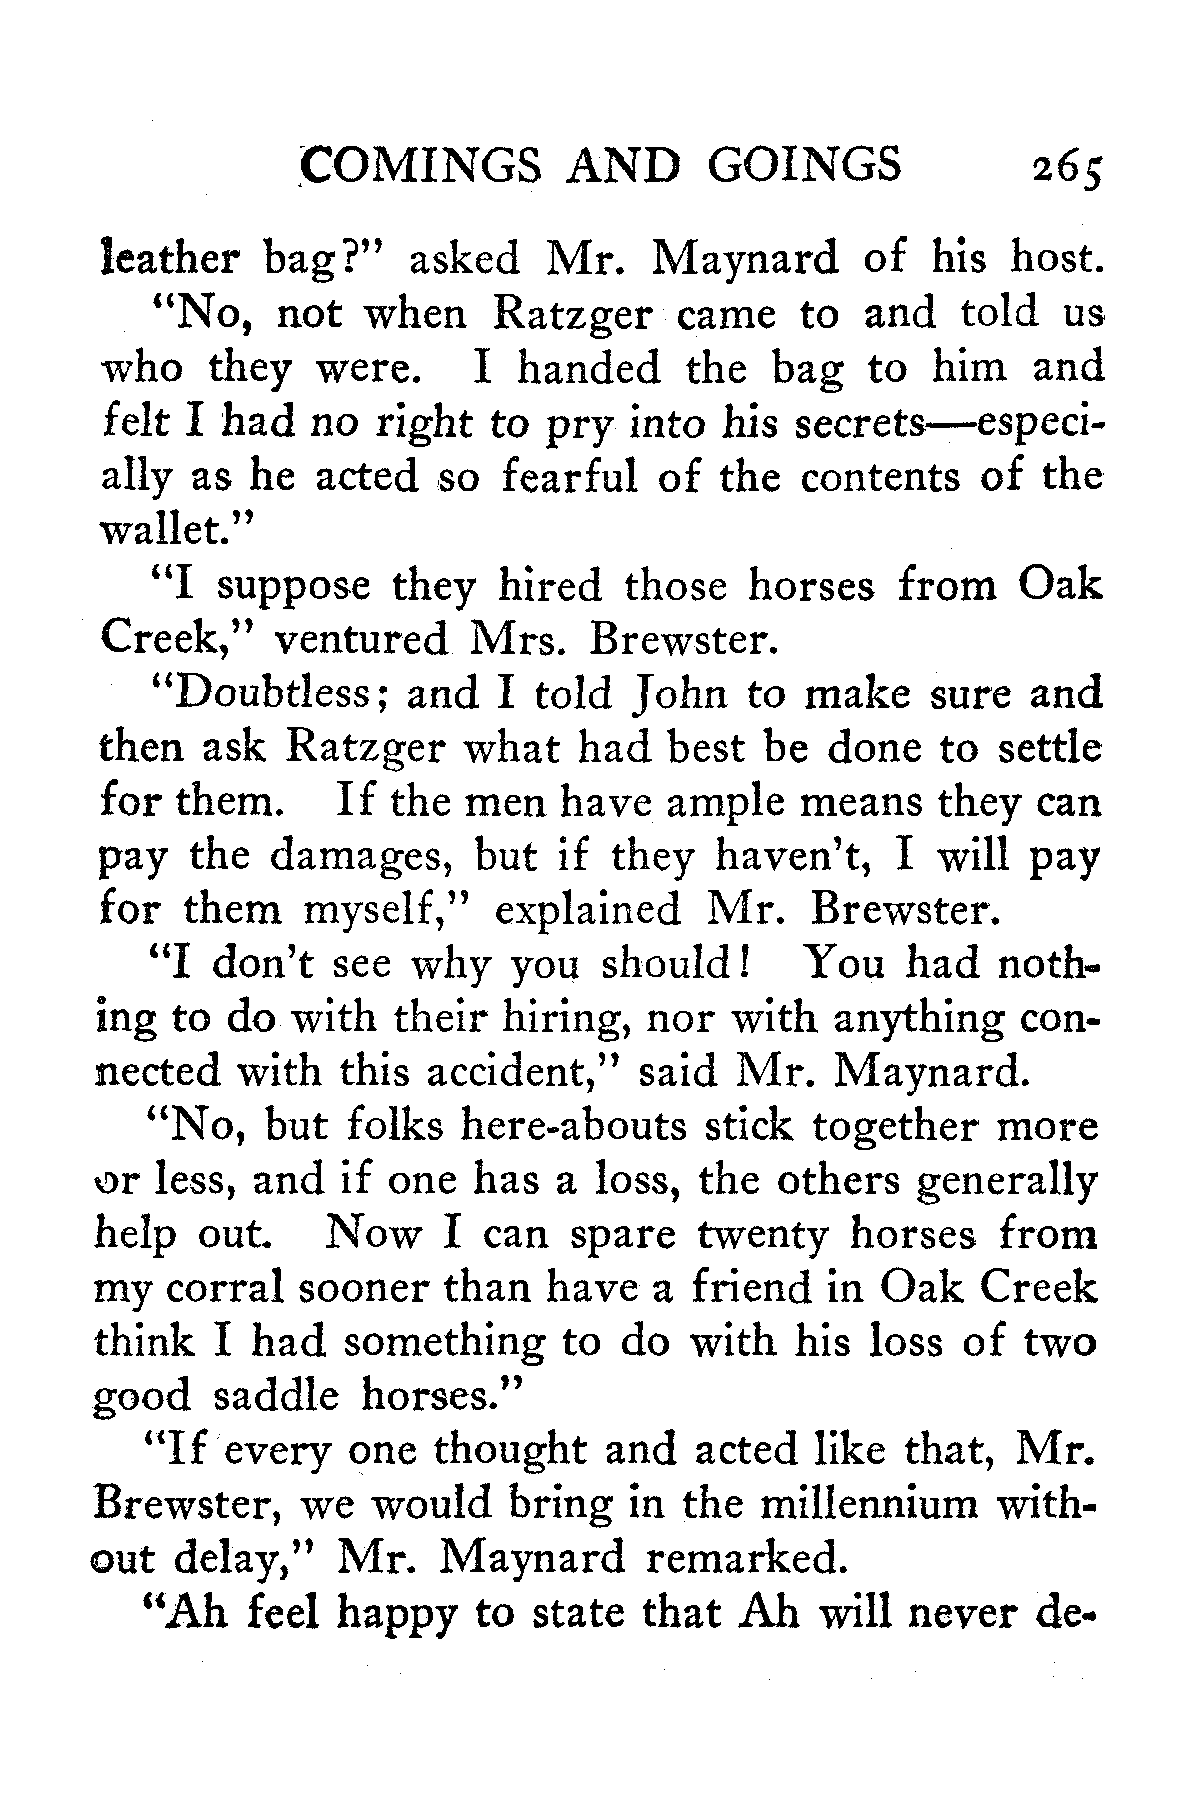 COMINGS AND GOINGS 265
leather bag?" asked Mr. Maynard of his host.
"No, not when Ratzger came to and told us
who they were. I handed the bag to him and
felt I had no right to pry into his secrets—especi-
ally as he acted so fearful of the contents of the
wallet."
"I suppose they hired those horses from Oak
Creek," ventured Mrs. Brewster.
"Doubtless; and I told John to make sure and
then ask Ratzger what had best be done to settle
for them. If the men have ample means they can
pay the damages, but if they haven't, I will pay
for them myself," explained Mr. Brewster.
"I don't see why you should! You had noth-
ing to do with their hiring, nor with anything con-
nected with this accident," said Mr. Maynard.
"No, but folks here-abouts stick together more
or less, and if one has a loss, the others generally
help out. Now I can spare twenty horses from
my corral sooner than have a friend in Oak Creek
think I had something to do with his loss of two
good saddle horses."
"If every one thought and acted like that, Mr.
Brewster, we would bring in the millennium with-
out delay," Mr. Maynard remarked.
"Ah feel happy to state that Ah will never de-